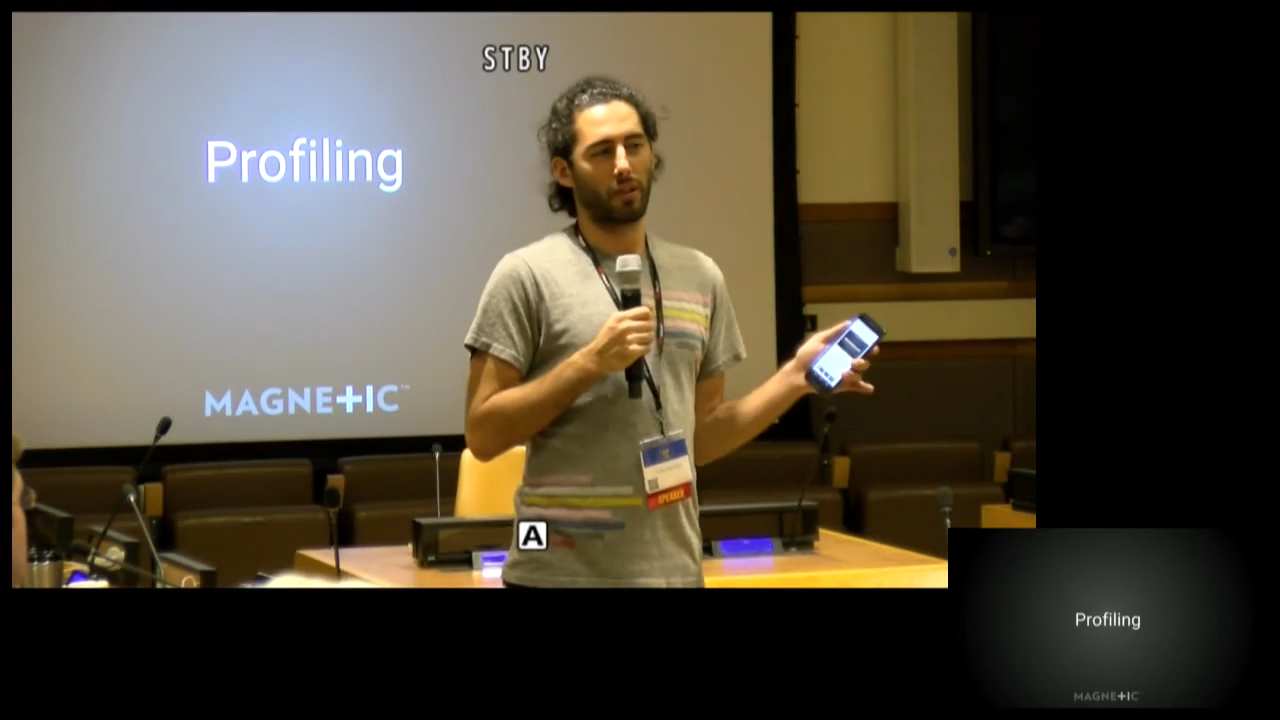 STBY
Profiling
MAGNETIC™
SPEAKER
A
Profiling
MAGNETIC